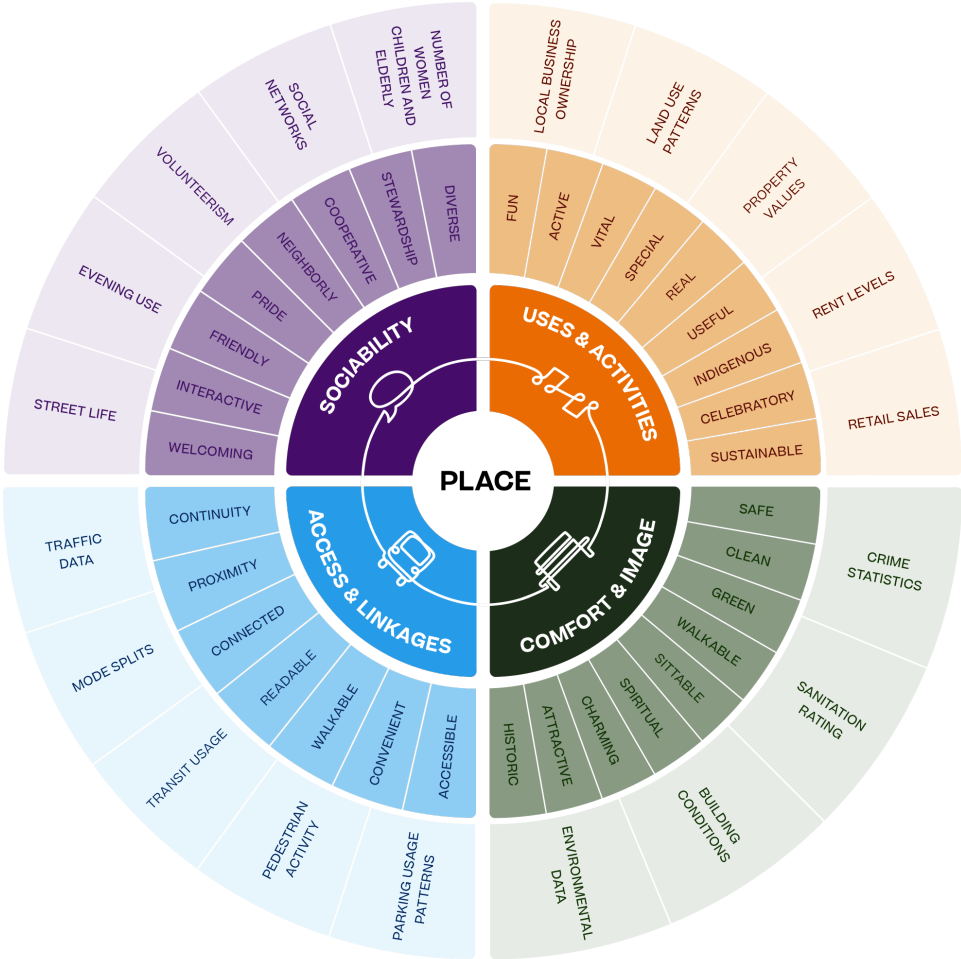 PLACE
SOCIABILITY
USES & ACTIVITIES
ACCESS & LINKAGES
COMFORT & IMAGE
WELCOMING
INTERACTIVE
FRIENDLY
PRIDE
NEIGHBORLY
COOPERATIVE
STEWARDSHIP
DIVERSE
FUN
ACTIVE
VITAL
SPECIAL
REAL
USEFUL
INDIGENOUS
CELEBRATORY
SUSTAINABLE
SAFE
CLEAN
GREEN
WALKABLE
SITTABLE
SPIRITUAL
CHARMING
ATTRACTIVE
HISTORIC
ACCESSIBLE
CONVENIENT
WALKABLE
READABLE
CONNECTED
PROXIMITY
CONTINUITY
STREET LIFE
EVENING USE
VOLUNTEERISM
SOCIAL
NETWORKS
NUMBER OF
WOMEN
CHILDREN AND
ELDERLY
LOCAL BUSINESS
OWNERSHIP
LAND USE
PATTERNS
PROPERTY
VALUES
RENT LEVELS
RETAIL SALES
CRIME
STATISTICS
SANITATION
RATING
BUILDING
CONDITIONS
ENVIRONMENTAL
DATA
PARKING USAGE
PATTERNS
PEDESTRIAN
ACTIVITY
TRANSIT USAGE
MODE SPLITS
TRAFFIC
DATA